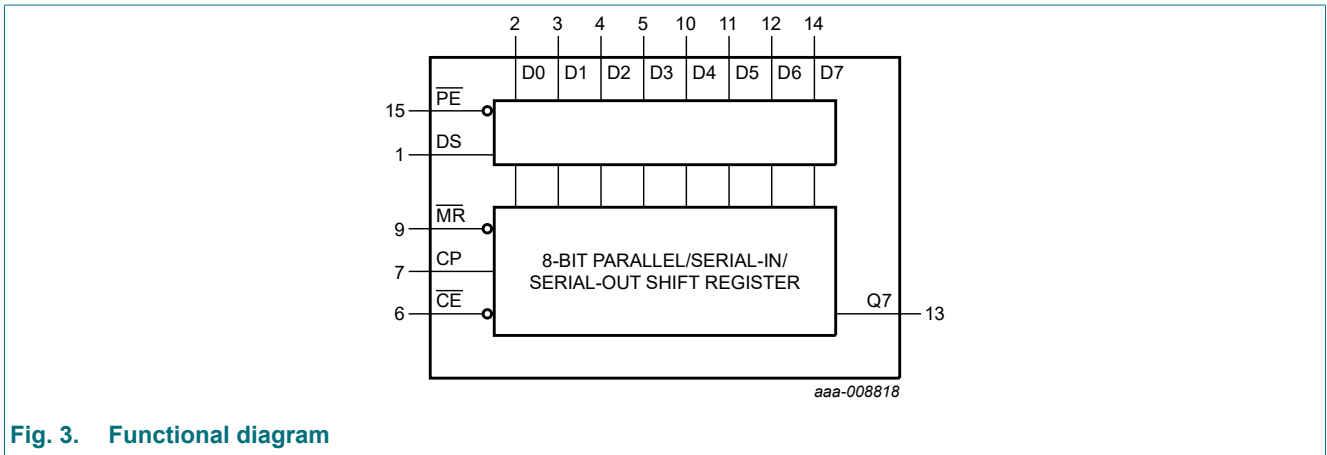 2 3 4 5 10 11 12 14
D0 D1 D2 D3 D4 D5 D6 D7
15 PE
1 DS
9 MR
7 CP
6 CE
8-BIT PARALLEL/SERIAL-IN/
SERIAL-OUT SHIFT REGISTER
Q7 13
aaa-008818
Fig. 3. Functional diagram